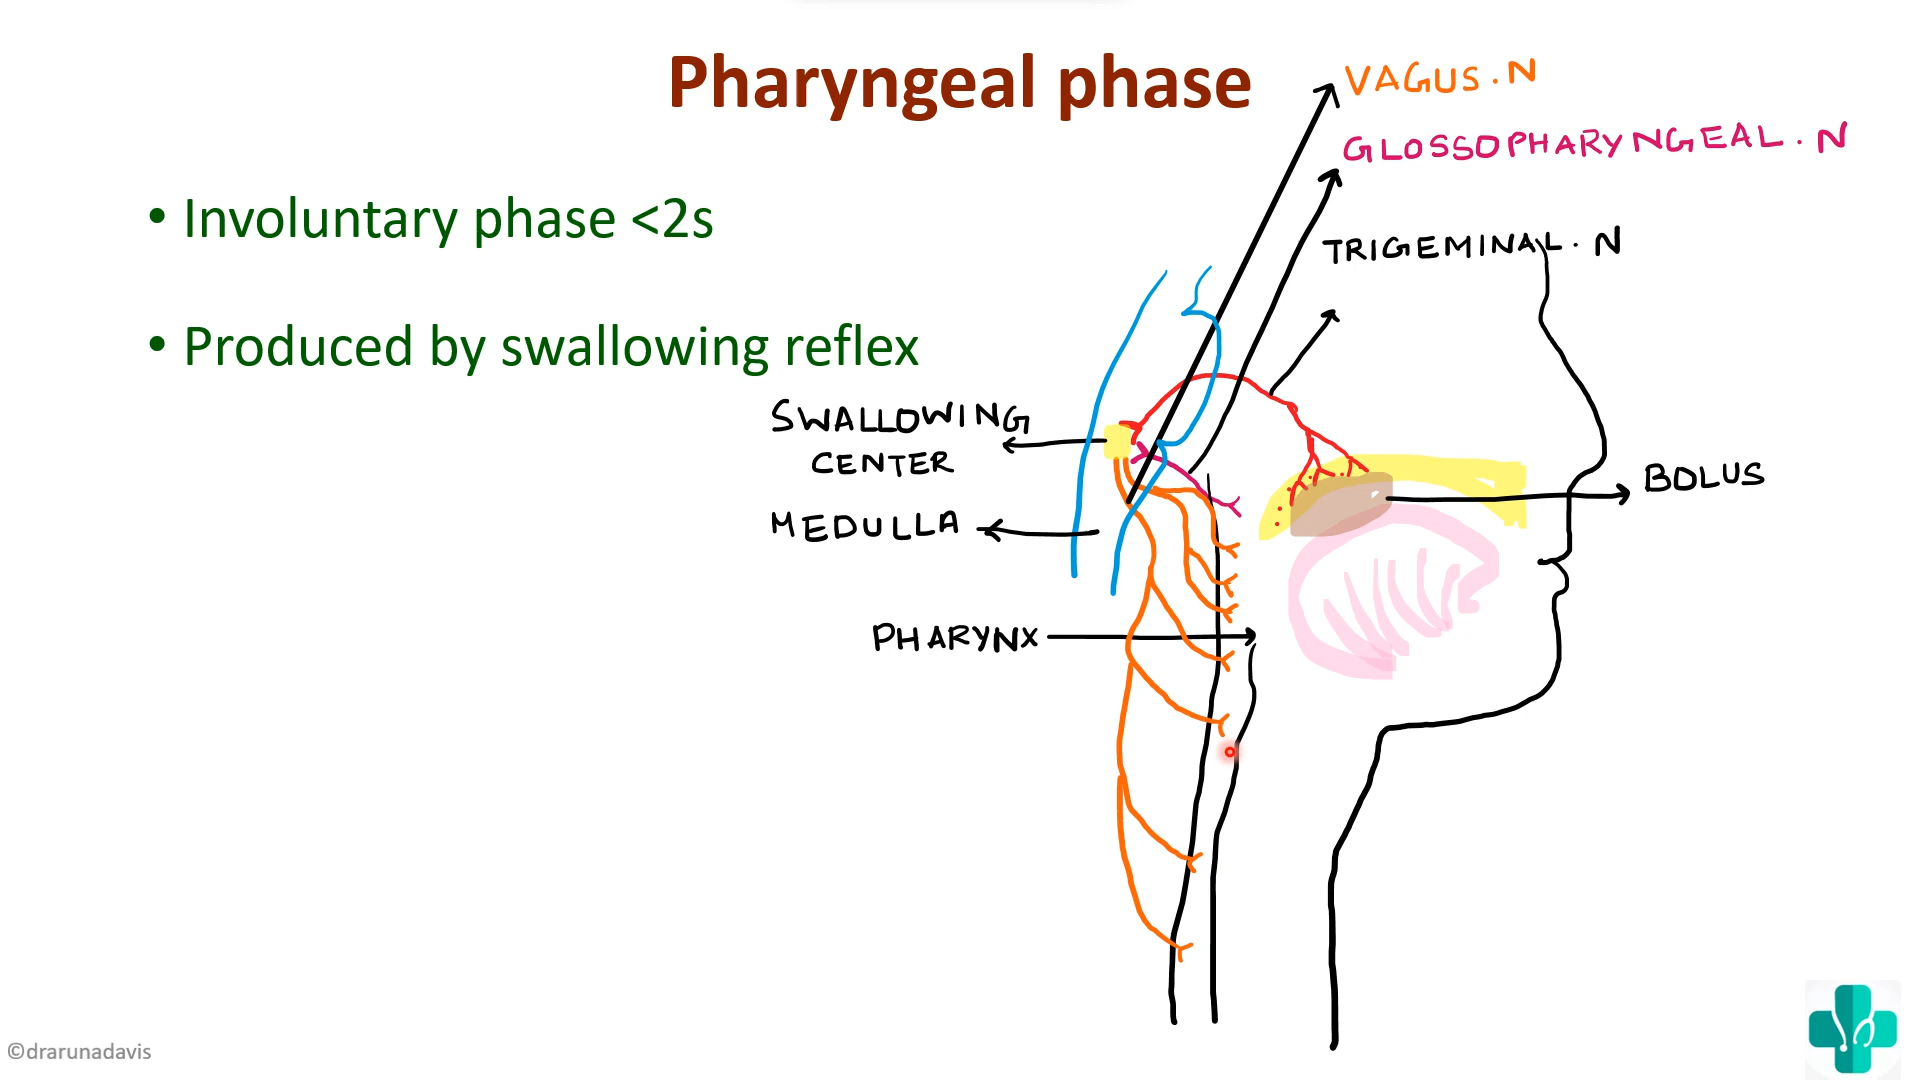 Pharyngeal phase
VAGUS.N
GLOSSOPHARYNGEAL.N
• Involuntary phase <2s
TRIGEMINAL.N
• Produced by swallowing reflex
SWALLOWING
CENTER
BOLUS
MEDULLA
PHARYNX
©drarunadavis